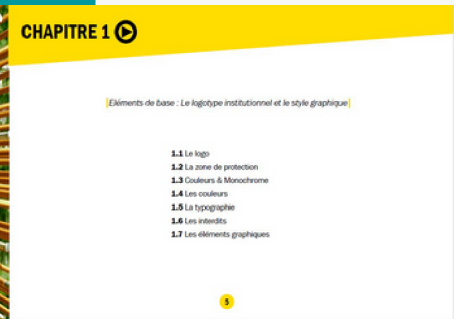 CHAPITRE 1
Eléments de base : Le logotype institutionnel et le style graphique
1.1 Le logo
1.2 La zone de protection
1.3 Couleurs & Monochrome
1.4 Les couleurs
1.5 La typographie
1.6 Les interdits
1.7 Les éléments graphiques
5